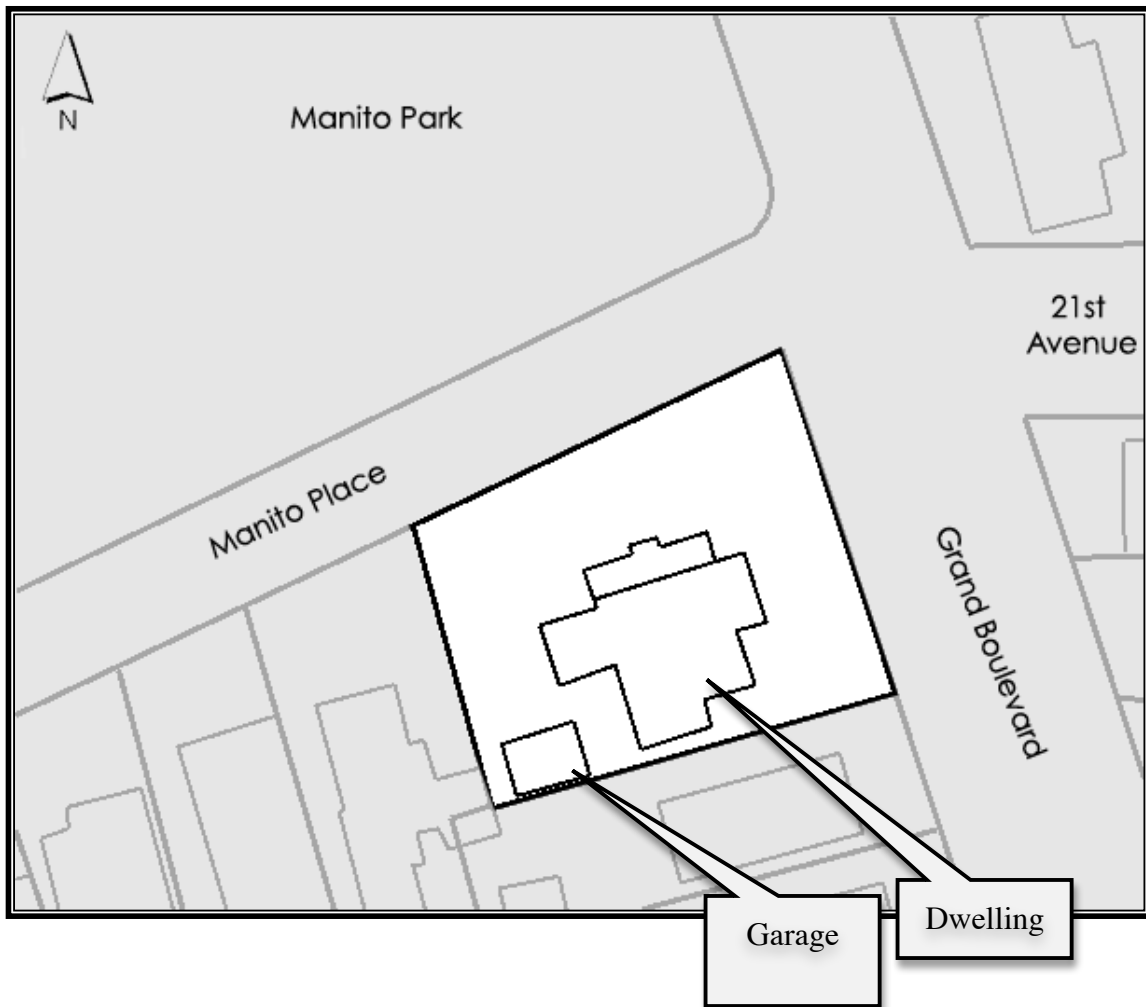 Manito Park
N
21st
Avenue
Manito Place
Grand Boulevard
Dwelling
Garage